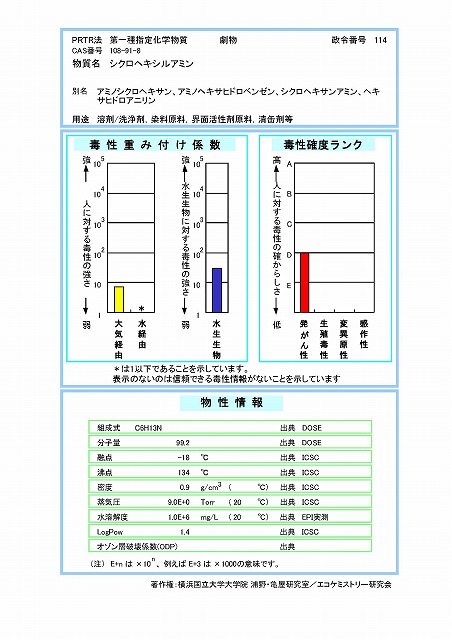 PRTR法 第一種指定化学物質 劇物 政令番号 114
CAS番号 108-91-8
物質名 シクロヘキシルアミン
別名 アミノシクロヘキサン、アミノヘキサヒドロベンゼン、シクロヘキサンアミン、ヘキ
サヒドロアニリン
用途 溶剤/洗浄剤，染料原料，界面活性剤原料，清缶剤等
毒性重み付け係数
強
人に対する毒性の強さ
弱
10^5
10^4
10^3
10^2
10
1
*
大気経由
水経由
強
水生生物に対する毒性の強さ
弱
10^5
10^4
10^3
10^2
10
1
水生生物
毒性確度ランク
高
人に対する毒性の確からしさ
低
A
B
C
D
E
発がん性
生殖毒性
変異原性
感作性
＊は1以下であることを示しています。
表示のないのは信頼できる毒性情報がないことを示しています
物性情報
組成式 C6H13N 出典 DOSE
分子量 99.2 出典 DOSE
融点 -18 ℃ 出典 ICSC
沸点 134 ℃ 出典 ICSC
密度 0.9 g/cm^3 ( ℃) 出典 ICSC
蒸気圧 9.0E+0 Torr (20 ℃) 出典 ICSC
水溶解度 1.0E+6 mg/L (20 ℃) 出典 EPI実測
LogPow 1.4 出典 ICSC
オゾン層破壊係数(ODP) 出典
(注) E+n は ×10^n、例えば E+3 は ×1000の意味です。
著作権：横浜国立大学大学院 浦野・亀屋研究室／エコケミストリー研究会